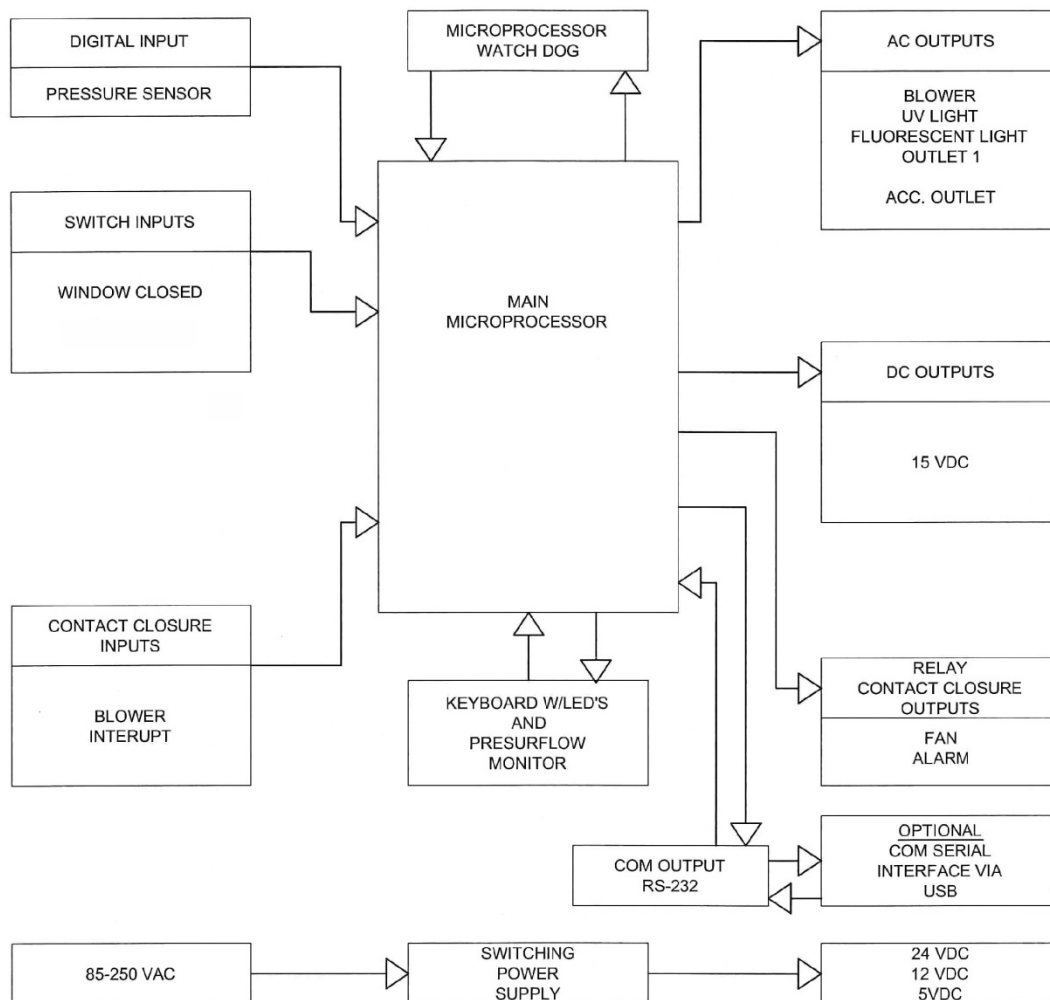 DIGITAL INPUT
PRESSURE SENSOR
MICROPROCESSOR
WATCH DOG
AC OUTPUTS
BLOWER
UV LIGHT
FLUORESCENT LIGHT
OUTLET 1
ACC. OUTLET
SWITCH INPUTS
WINDOW CLOSED
MAIN
MICROPROCESSOR
DC OUTPUTS
15 VDC
CONTACT CLOSURE
INPUTS
BLOWER
INTERUPT
KEYBOARD W/LED'S
AND
PRESURFLOW
MONITOR
RELAY
CONTACT CLOSURE
OUTPUTS
FAN
ALARM
COM OUTPUT
RS-232
OPTIONAL
COM SERIAL
INTERFACE VIA
USB
85-250 VAC
SWITCHING
POWER
SUPPLY
24 VDC
12 VDC
5VDC